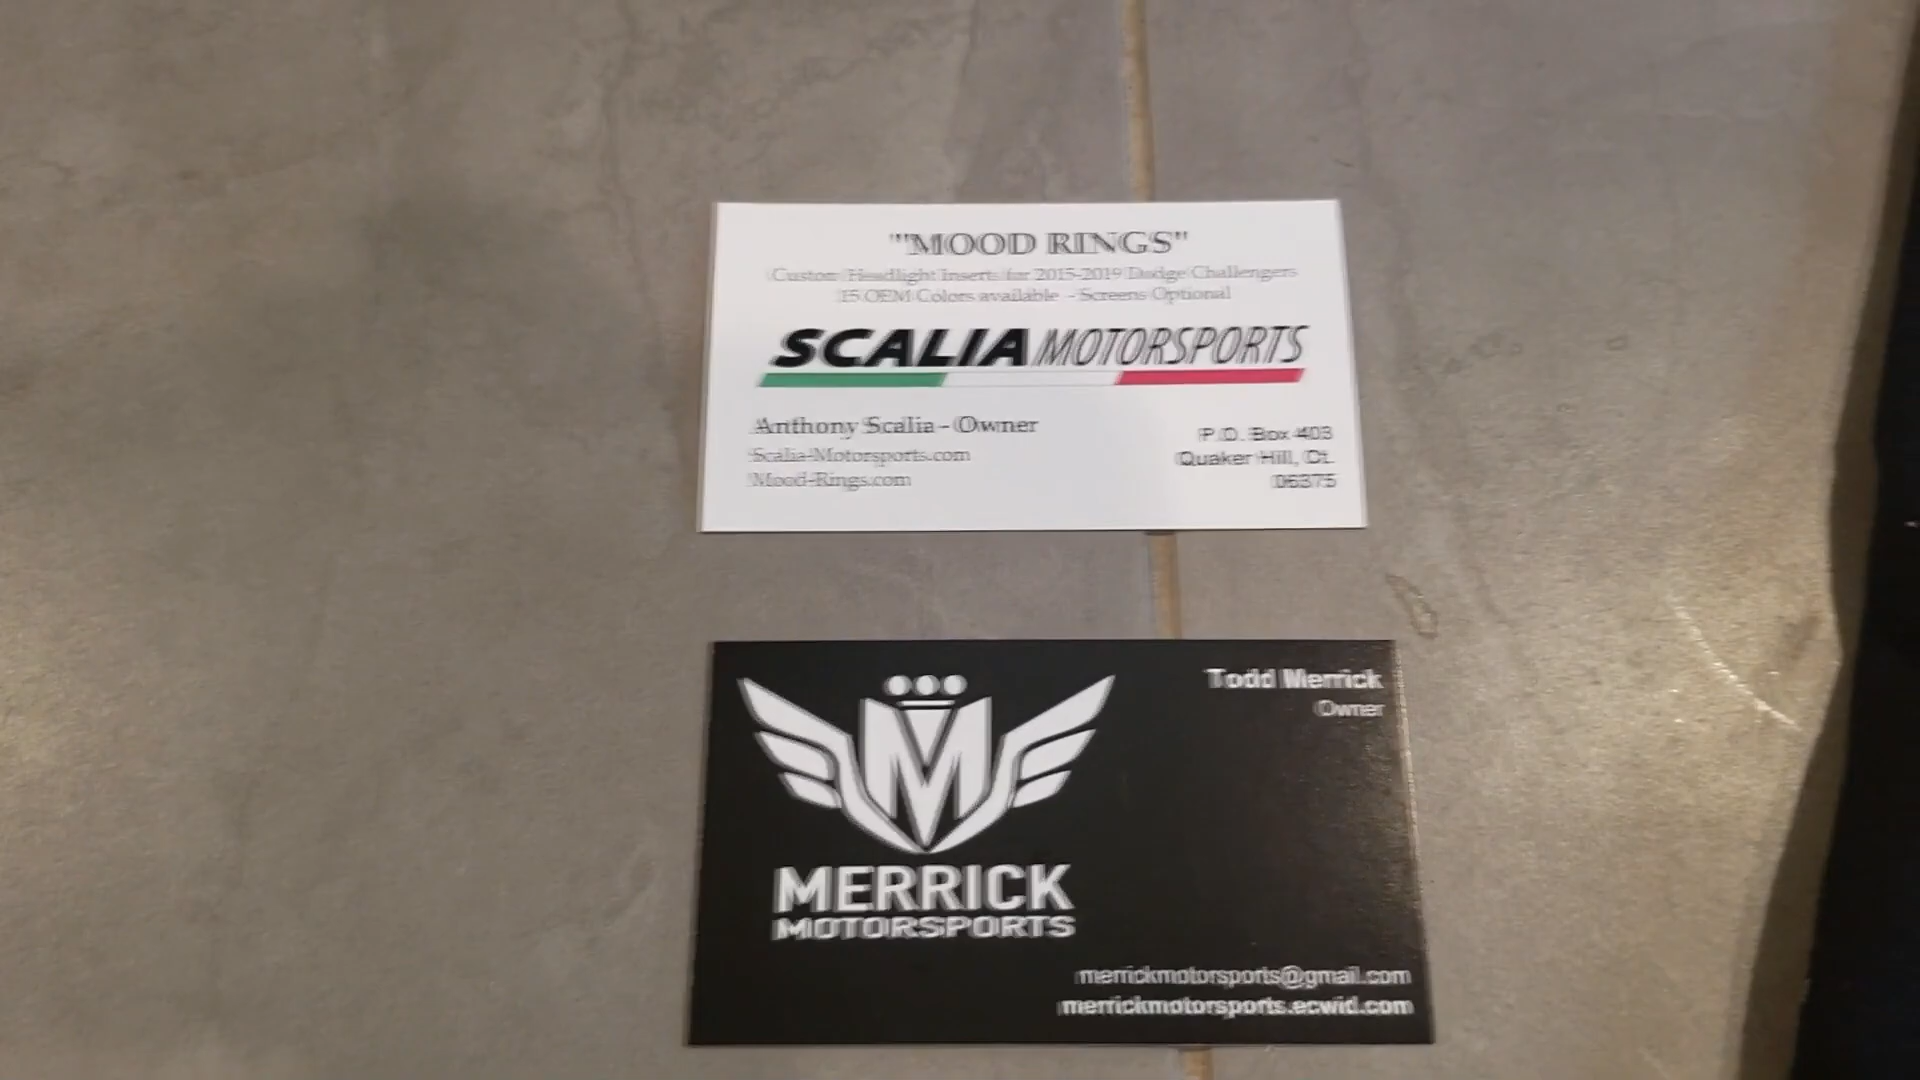 "MOOD RINGS"
Custom Headlight Inserts for 2015-2019 Dodge Challengers
15 OEM Colors available - Screens Optional
SCALIA MOTORSPORTS
Anthony Scalia - Owner
Scalia-Motorsports.com
Mood-Rings.com
P.O. Box 403
Quaker Hill, Ct.
06375
Todd Merrick
Owner
M
MERRICK
MOTORSPORTS
merrickmotorsports@gmail.com
merrickmotorsports.ecwid.com